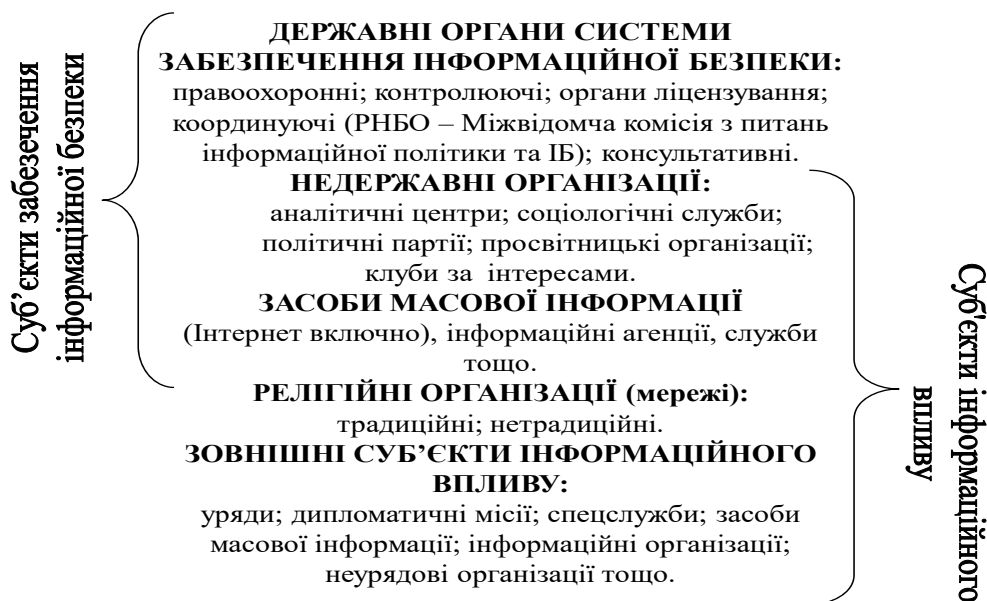 Суб’єкти забезечення
інформаційної безпеки
ДЕРЖАВНІ ОРГАНИ СИСТЕМИ
ЗАБЕЗПЕЧЕННЯ ІНФОРМАЦІЙНОЇ БЕЗПЕКИ:
правоохоронні; контролюючі; органи ліцензування;
координуючі (РНБО – Міжвідомча комісія з питань
інформаційної політики та ІБ); консультативні.
НЕДЕРЖАВНІ ОРГАНІЗАЦІЇ:
аналітичні центри; соціологічні служби;
політичні партії; просвітницькі організації;
клуби за інтересами.
ЗАСОБИ МАСОВОЇ ІНФОРМАЦІЇ
(Інтернет включно), інформаційні агенції, служби
тощо.
РЕЛІГІЙНІ ОРГАНІЗАЦІЇ (мережі):
традиційні; нетрадиційні.
ЗОВНІШНІ СУБ’ЄКТИ ІНФОРМАЦІЙНОГО
ВПЛИВУ:
уряди; дипломатичні місії; спецслужби; засоби
масової інформації; інформаційні організації;
неурядові організації тощо.
Суб'єкти інформаційного
впливу